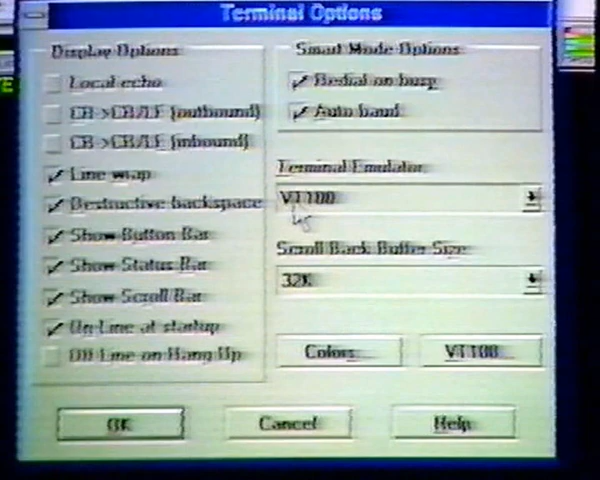 Terminal Options
Display Options
Local echo
CR->CR/LF (outbound)
CR->CR/LF (inbound)
Line wrap
Destructive backspace
Show Button Bar
Show Status Bar
Show Scroll Bar
On Line at startup
Off Line on Hang Up
Smart Mode Options
Redial on busy
Auto baud
Terminal Emulator
VT100
Scroll Back Buffer Size
32K
Colors...
VT100...
OK
Cancel
Help